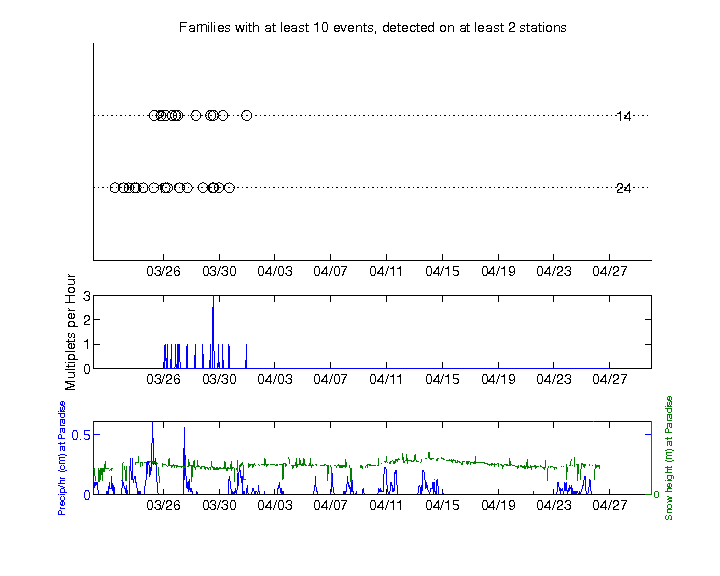 Families with at least 10 events, detected on at least 2 stations
14
24
03/26 03/30 04/03 04/07 04/11 04/15 04/19 04/23 04/27
Multiplets per Hour
3
2
1
0
03/26 03/30 04/03 04/07 04/11 04/15 04/19 04/23 04/27
Precip/hr (cm) at Paradise
0.5
0
Snow height (m) at Paradise
0
03/26 03/30 04/03 04/07 04/11 04/15 04/19 04/23 04/27